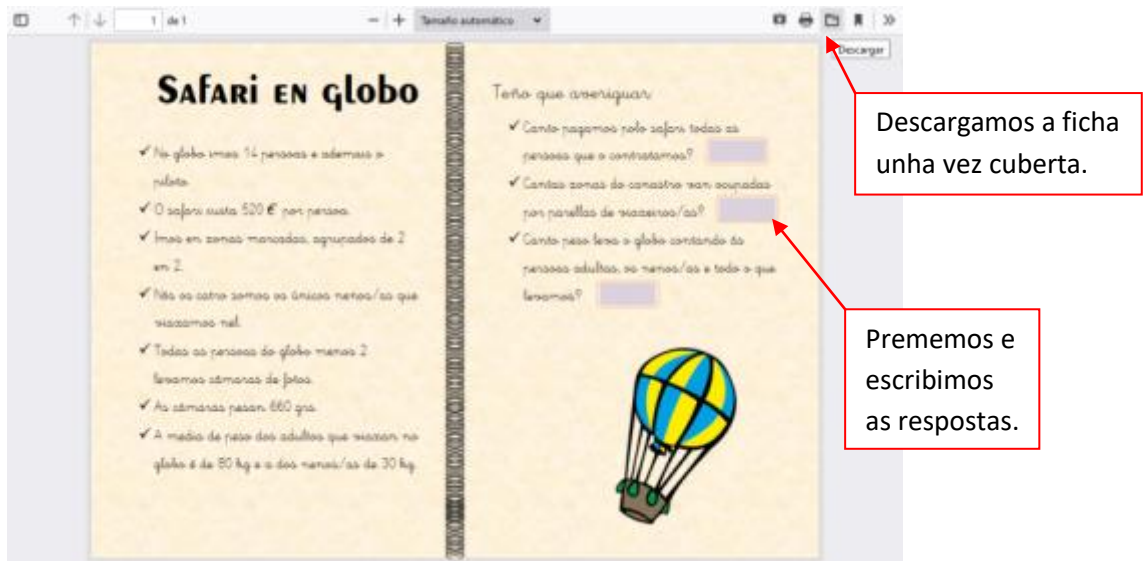 1 de 1
Tamaño automático
Descargar
Safari en globo
✓ No globo imos 14 persoas e ademais o
piloto.
✓ O safari custa 520 € por persoa.
✓ Imos en zonas marcadas, agrupados de 2
en 2.
✓ Nós os catro somos os únicos nenos/as que
viaxamos nel.
✓ Todas as persoas do globo menos 2
levamos cámaras de fotos.
✓ As cámaras pesan 660 grs.
✓ A media de peso dos adultos que viaxan no
globo é de 80 kg e a dos nenos/as de 30 kg.
Teño que averiguar:
✓ Canto pagamos polo safari todas as
persoas que o contratamos?
✓ Cantas zonas do canastro van ocupadas
por parellas de viaxeiros/as?
✓ Canto peso leva o globo contando ás
persoas adultas, os nenos/as e todo o que
levamos?
Descargamos a ficha
unha vez cuberta.
Prememos e
escribimos
as respostas.